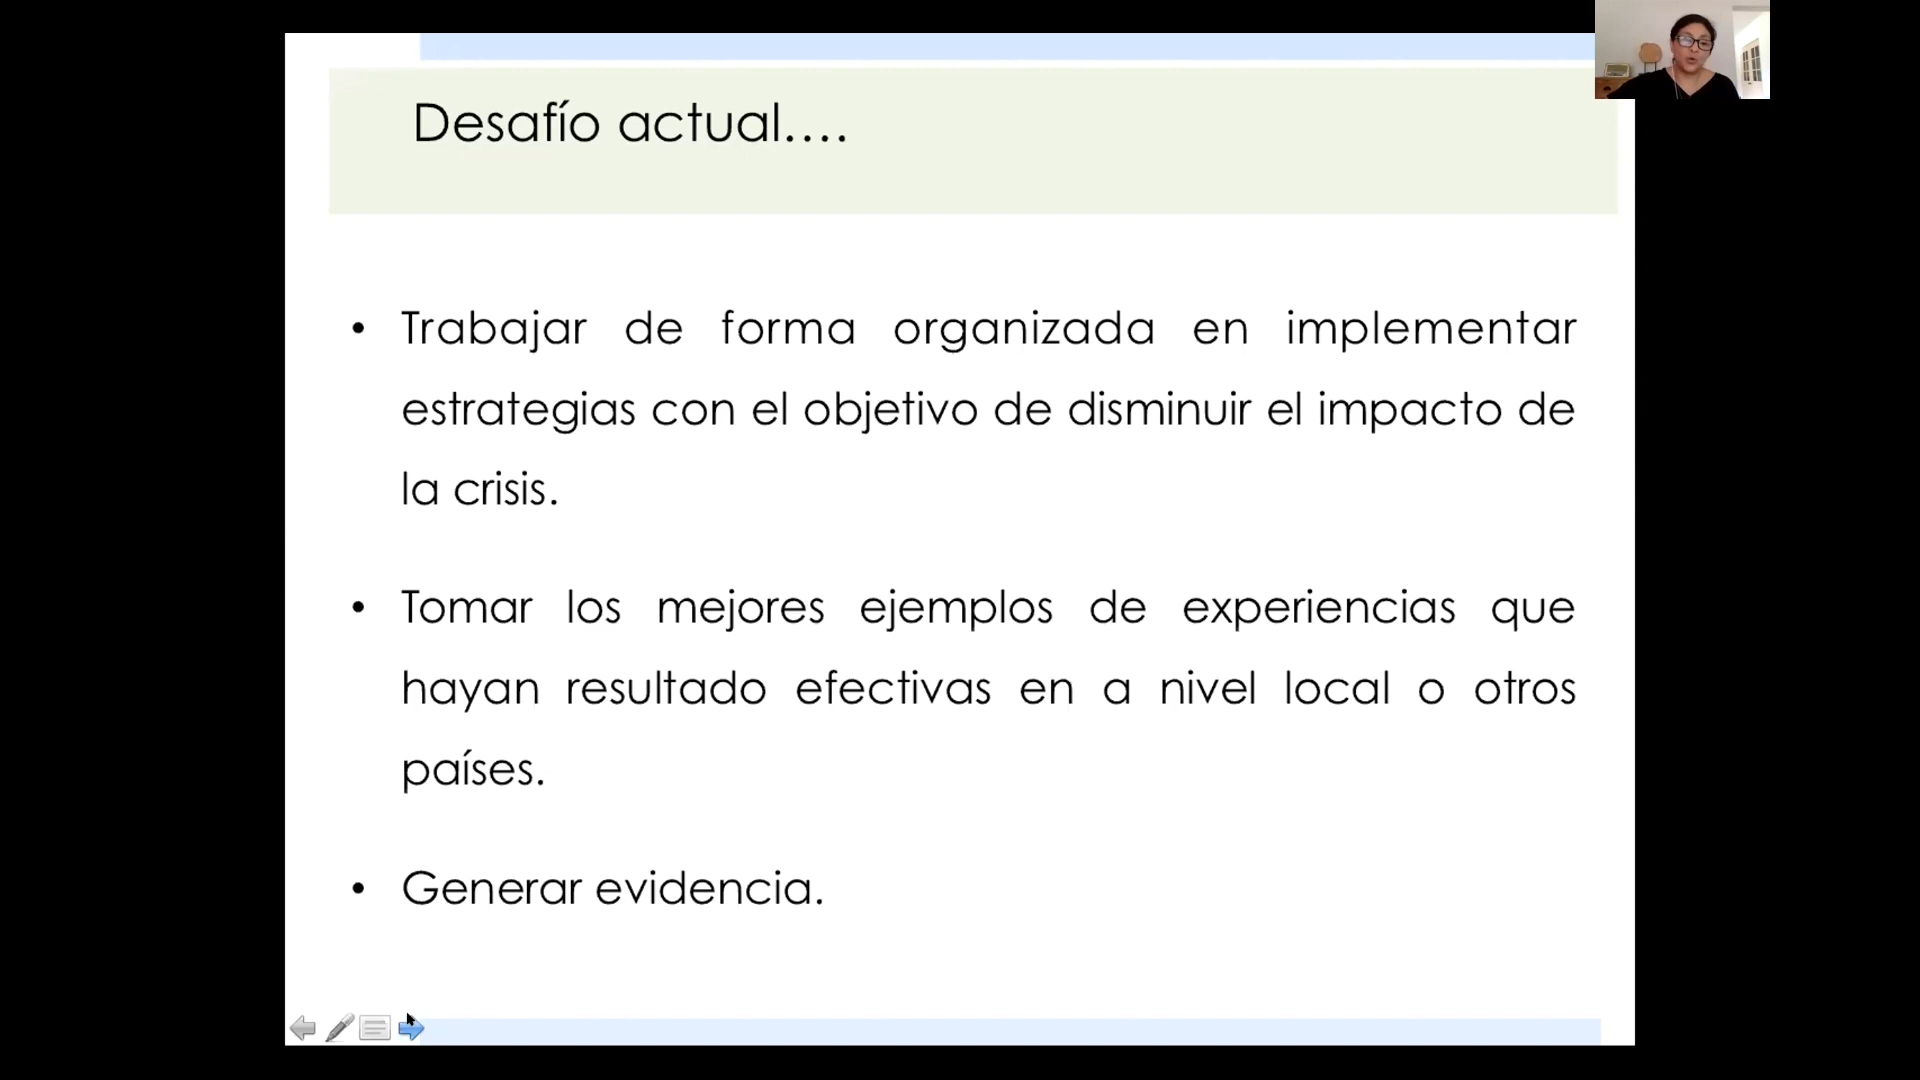 Desafío actual....
• Trabajar de forma organizada en implementar
estrategias con el objetivo de disminuir el impacto de
la crisis.
• Tomar los mejores ejemplos de experiencias que
hayan resultado efectivas en a nivel local o otros
países.
• Generar evidencia.